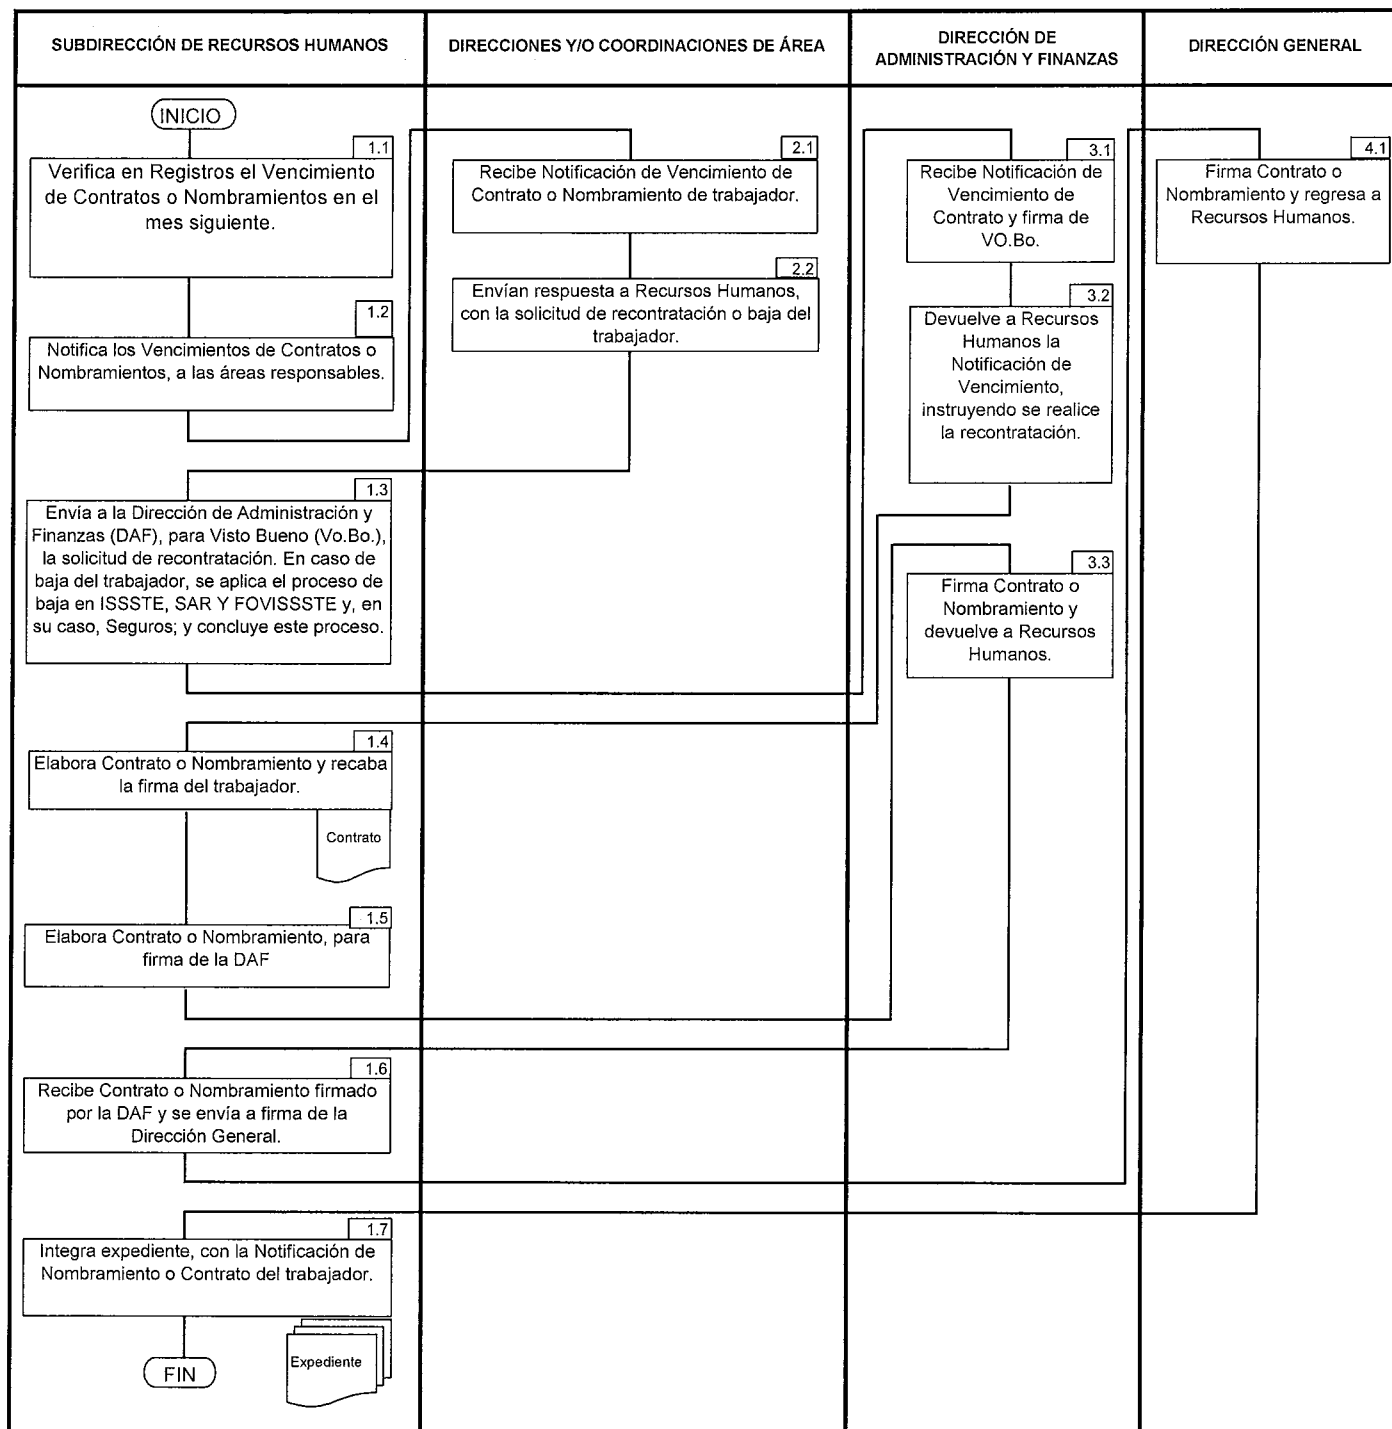 SUBDIRECCIÓN DE RECURSOS HUMANOS
DIRECCIONES Y/O COORDINACIONES DE ÁREA
DIRECCIÓN DE
ADMINISTRACIÓN Y FINANZAS
DIRECCIÓN GENERAL
INICIO
1.1
Verifica en Registros el Vencimiento
de Contratos o Nombramientos en el
mes siguiente.
1.2
Notifica los Vencimientos de Contratos o
Nombramientos, a las áreas responsables.
2.1
Recibe Notificación de Vencimiento de
Contrato o Nombramiento de trabajador.
2.2
Envían respuesta a Recursos Humanos,
con la solicitud de recontratación o baja del
trabajador.
1.3
Envía a la Dirección de Administración y
Finanzas (DAF), para Visto Bueno (Vo.Bo.),
la solicitud de recontratación. En caso de
baja del trabajador, se aplica el proceso de
baja en ISSSTE, SAR Y FOVISSSTE y, en
su caso, Seguros; y concluye este proceso.
3.1
Recibe Notificación de
Vencimiento de
Contrato y firma de
VO.Bo.
3.2
Devuelve a Recursos
Humanos la
Notificación de
Vencimiento,
instruyendo se realice
la recontratación.
1.4
Elabora Contrato o Nombramiento y recaba
la firma del trabajador.
Contrato
1.5
Elabora Contrato o Nombramiento, para
firma de la DAF
3.3
Firma Contrato o
Nombramiento y
devuelve a Recursos
Humanos.
1.6
Recibe Contrato o Nombramiento firmado
por la DAF y se envía a firma de la
Dirección General.
4.1
Firma Contrato o
Nombramiento y regresa a
Recursos Humanos.
1.7
Integra expediente, con la Notificación de
Nombramiento o Contrato del trabajador.
Expediente
FIN